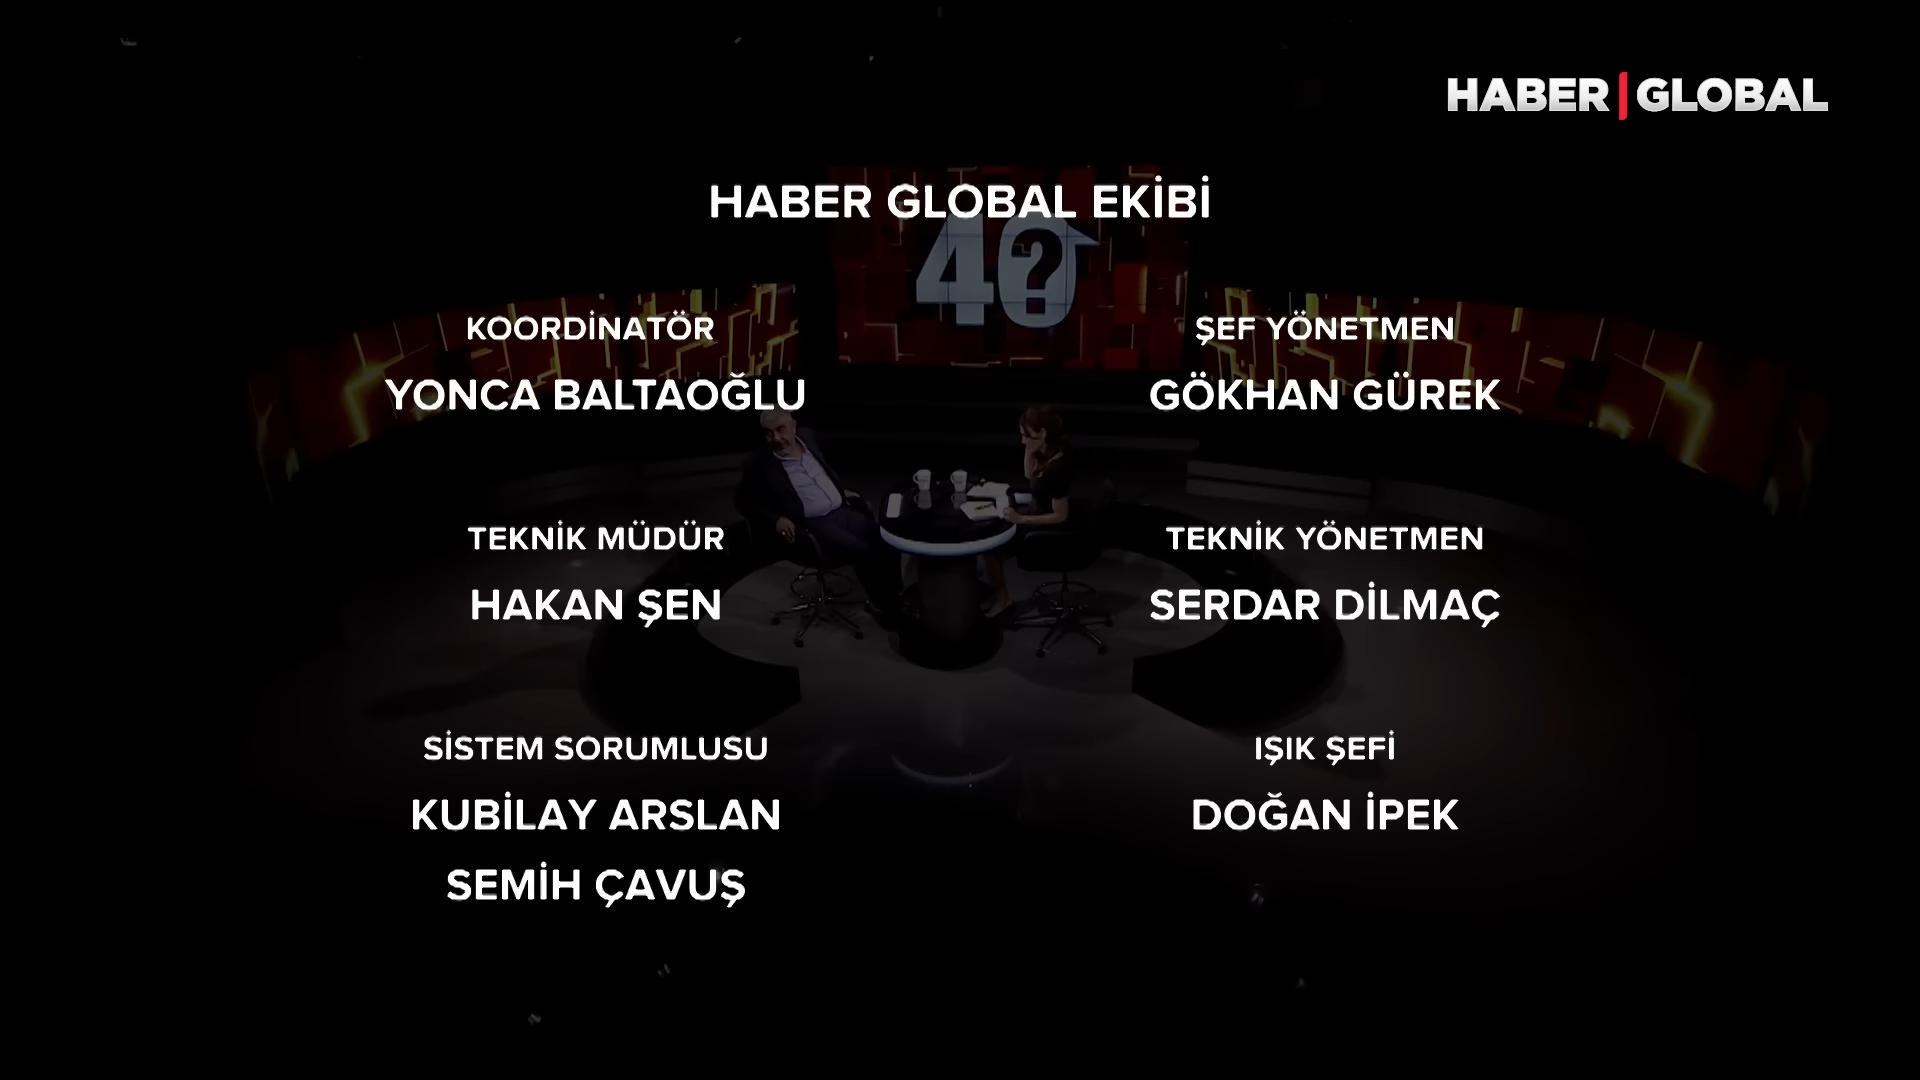 HABER GLOBAL
HABER GLOBAL EKİBİ
40?
KOORDİNATÖR
YONCA BALTAOĞLU
ŞEF YÖNETMEN
GÖKHAN GÜREK
TEKNİK MÜDÜR
HAKAN ŞEN
TEKNİK YÖNETMEN
SERDAR DİLMAÇ
SİSTEM SORUMLUSU
KUBİLAY ARSLAN
SEMİH ÇAVUŞ
IŞIK ŞEFİ
DOĞAN İPEK